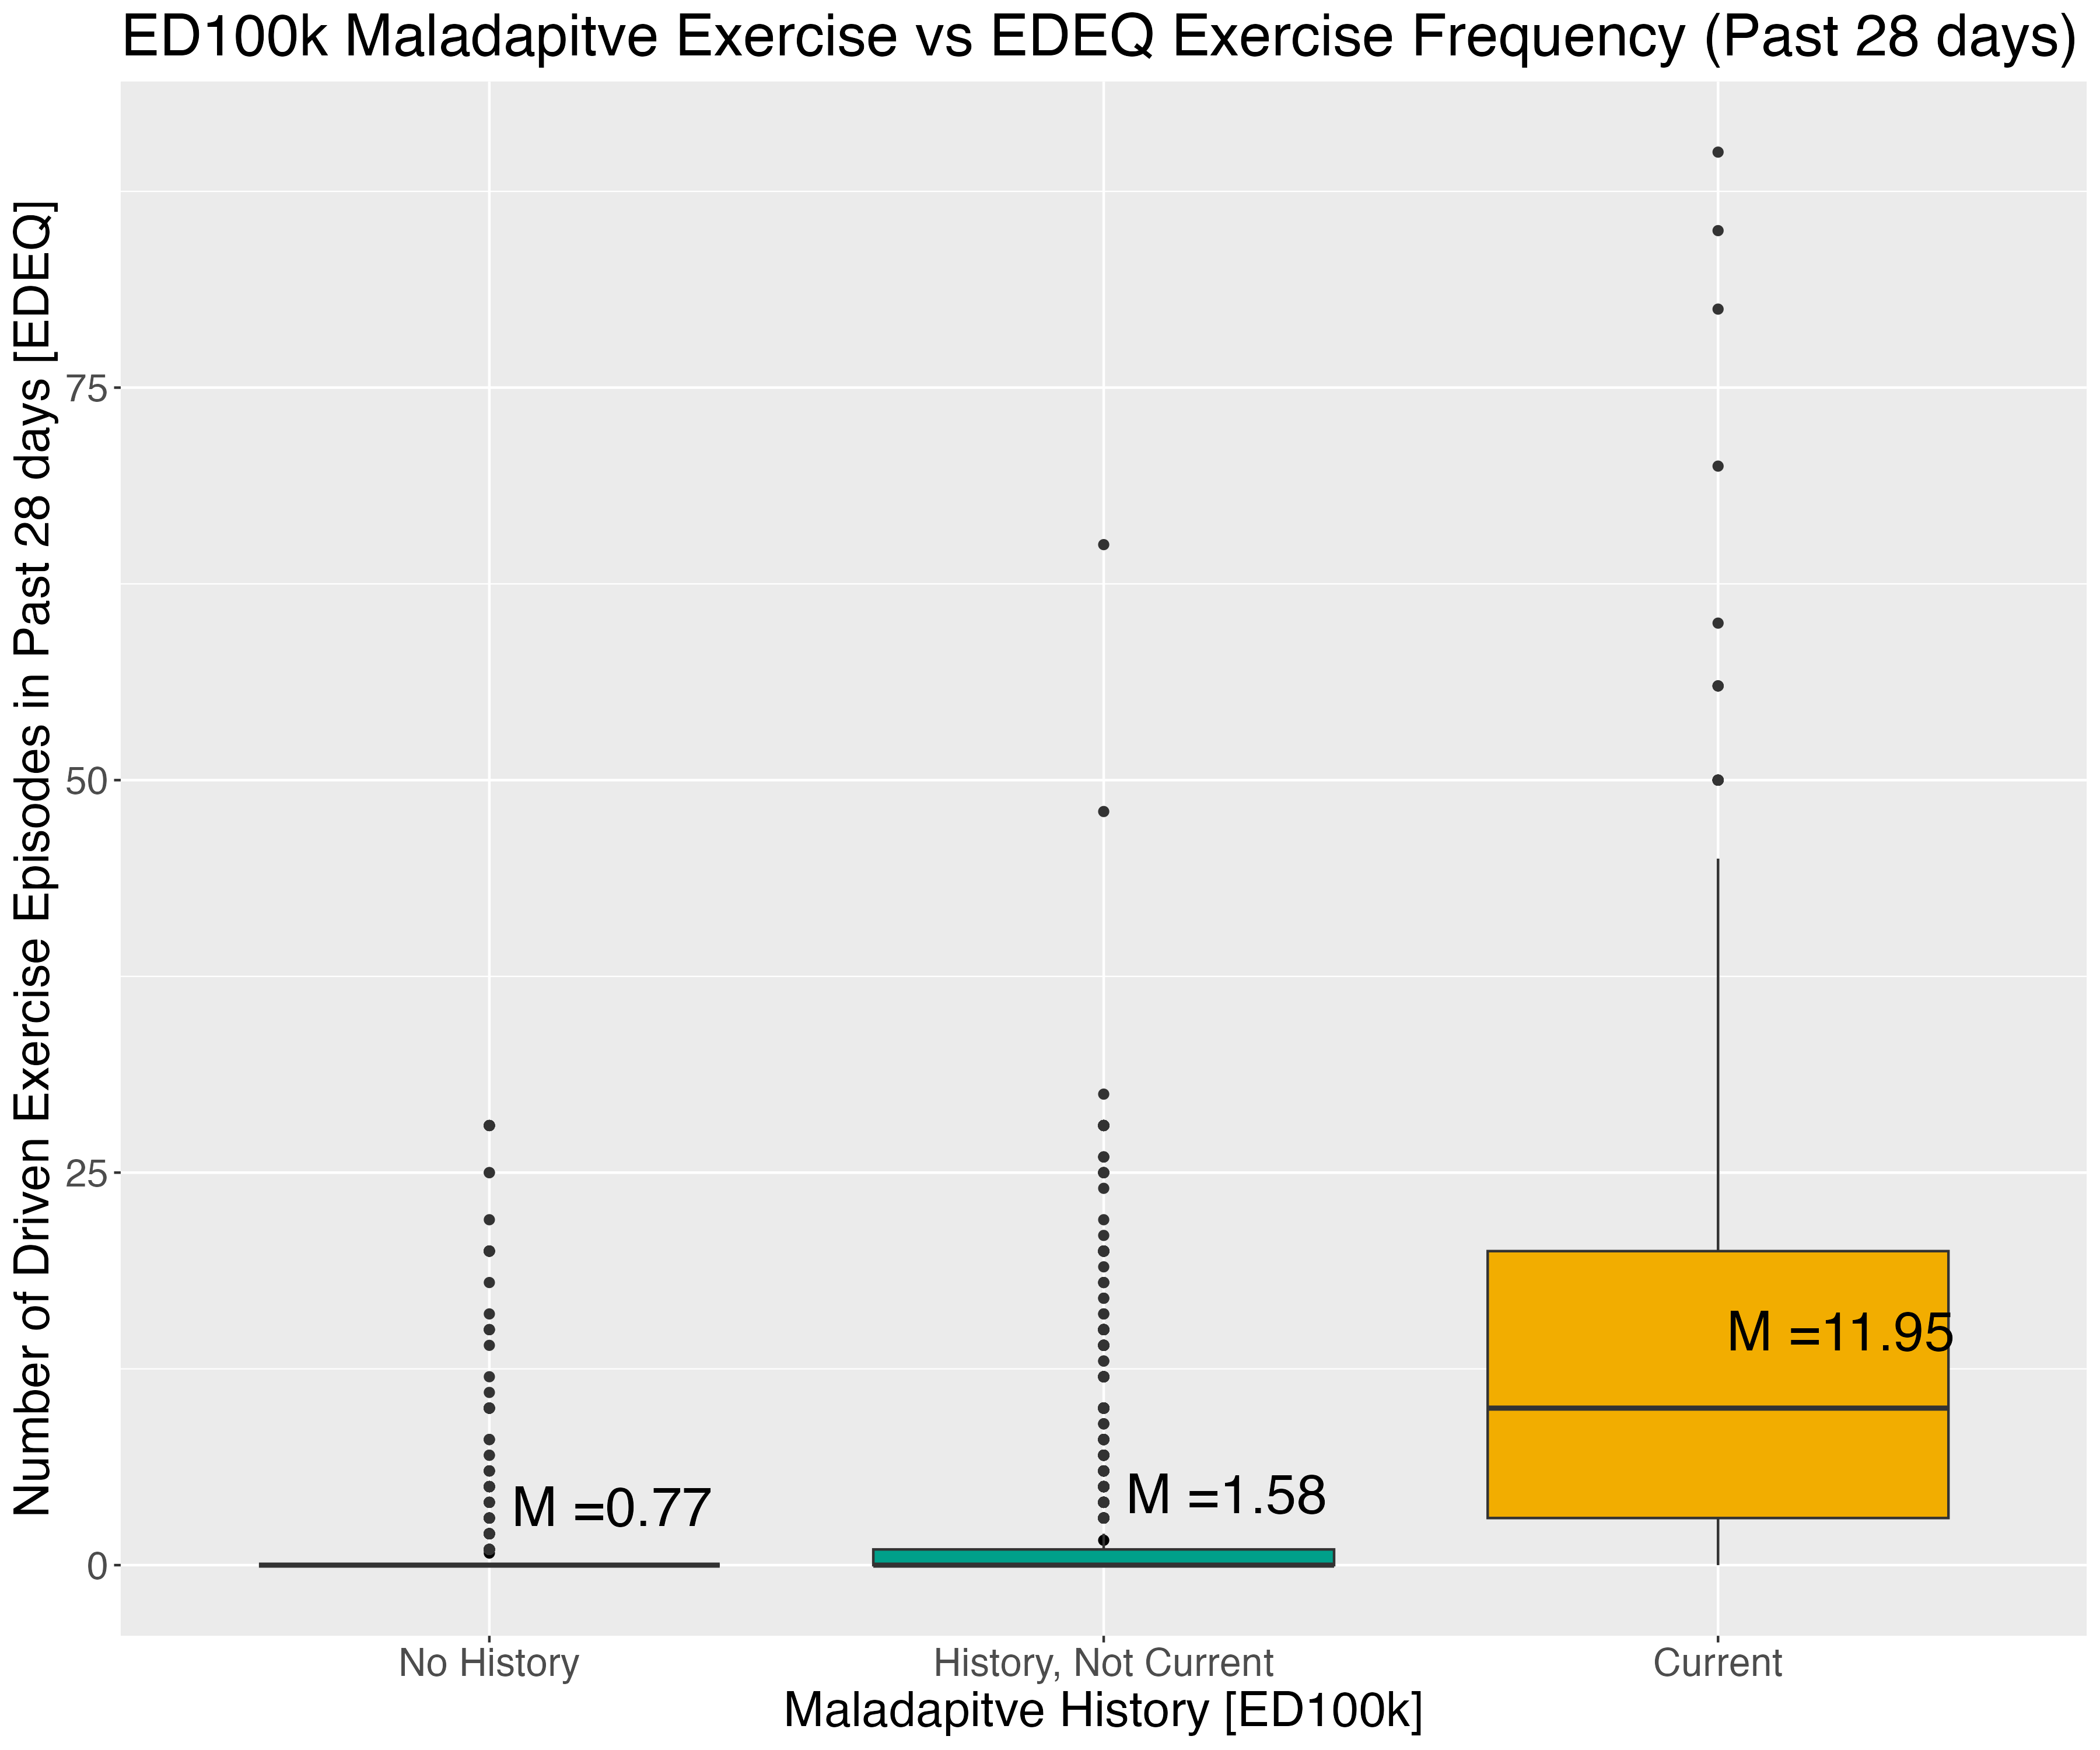 ED100k Maladapitve Exercise vs EDEQ Exercise Frequency (Past 28 days)
Number of Driven Exercise Episodes in Past 28 days [EDEQ]
75
50
25
0
M =11.95
M =1.58
M =0.77
No History
History, Not Current
Current
Maladapitve History [ED100k]